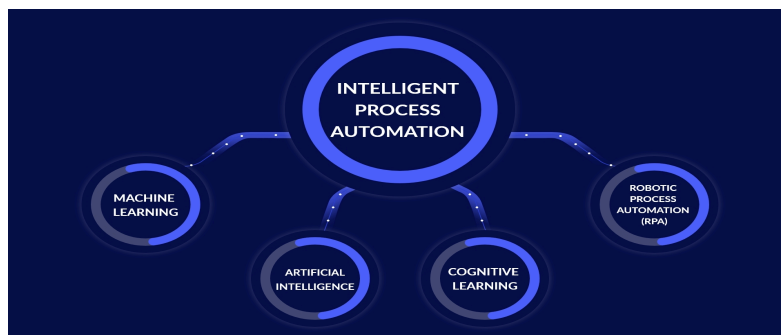 INTELLIGENT
PROCESS
AUTOMATION
MACHINE
LEARNING
ARTIFICIAL
INTELLIGENCE
COGNITIVE
LEARNING
ROBOTIC
PROCESS
AUTOMATION
(RPA)